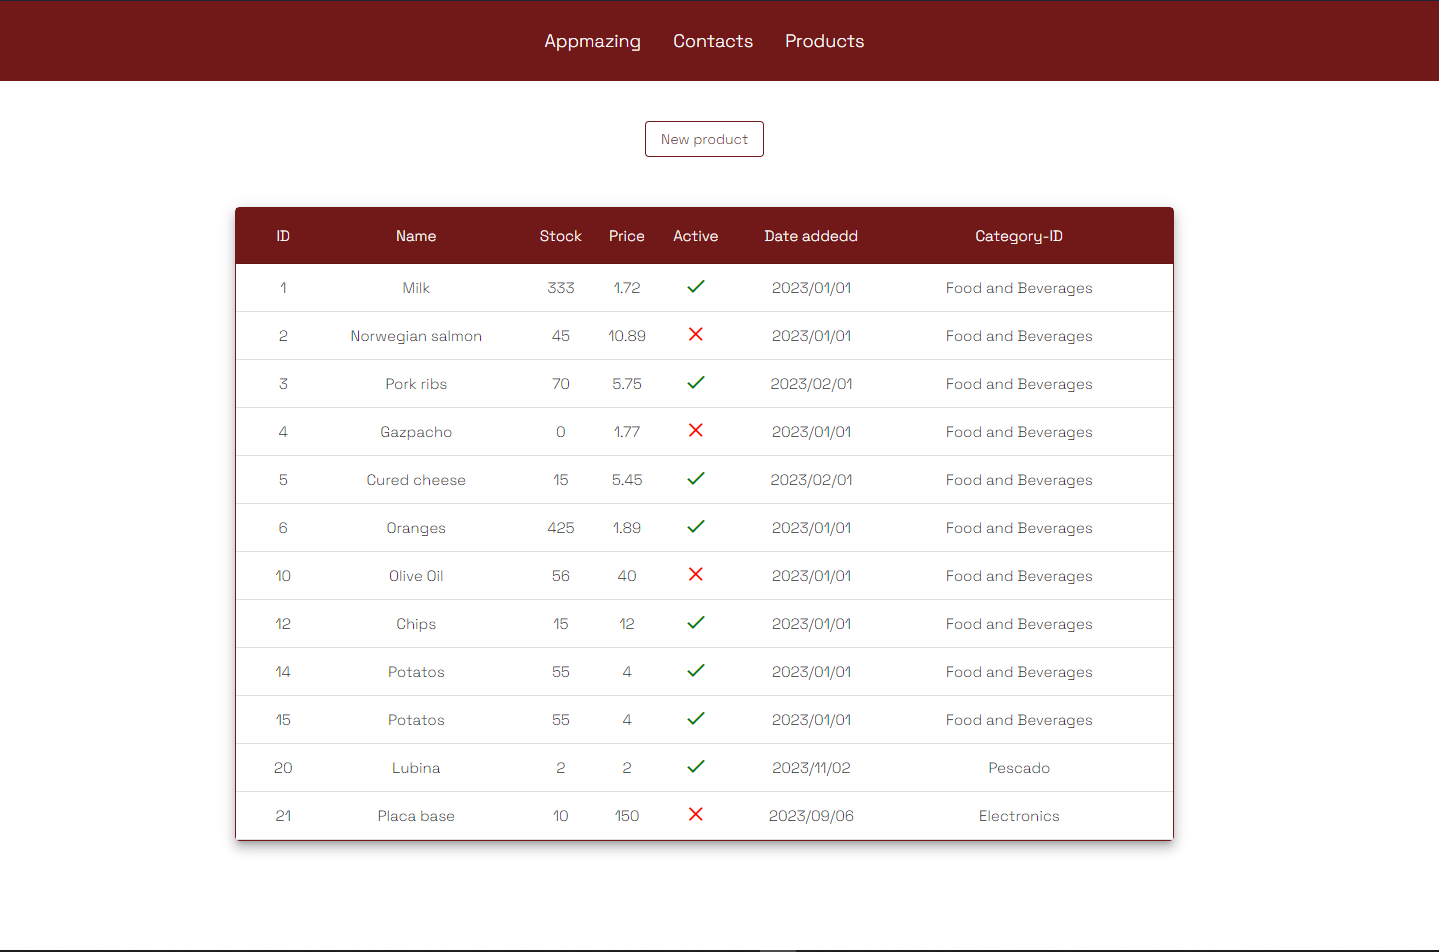 Appmazing Contacts Products
New product
ID Name Stock Price Active Date addedd Category-ID
1 Milk 333 1.72 2023/01/01 Food and Beverages
2 Norwegian salmon 45 10.89 2023/01/01 Food and Beverages
3 Pork ribs 70 5.75 2023/02/01 Food and Beverages
4 Gazpacho 0 1.77 2023/01/01 Food and Beverages
5 Cured cheese 15 5.45 2023/02/01 Food and Beverages
6 Oranges 425 1.89 2023/01/01 Food and Beverages
10 Olive Oil 56 40 2023/01/01 Food and Beverages
12 Chips 15 12 2023/01/01 Food and Beverages
14 Potatos 55 4 2023/01/01 Food and Beverages
15 Potatos 55 4 2023/01/01 Food and Beverages
20 Lubina 2 2 2023/11/02 Pescado
21 Placa base 10 150 2023/09/06 Electronics